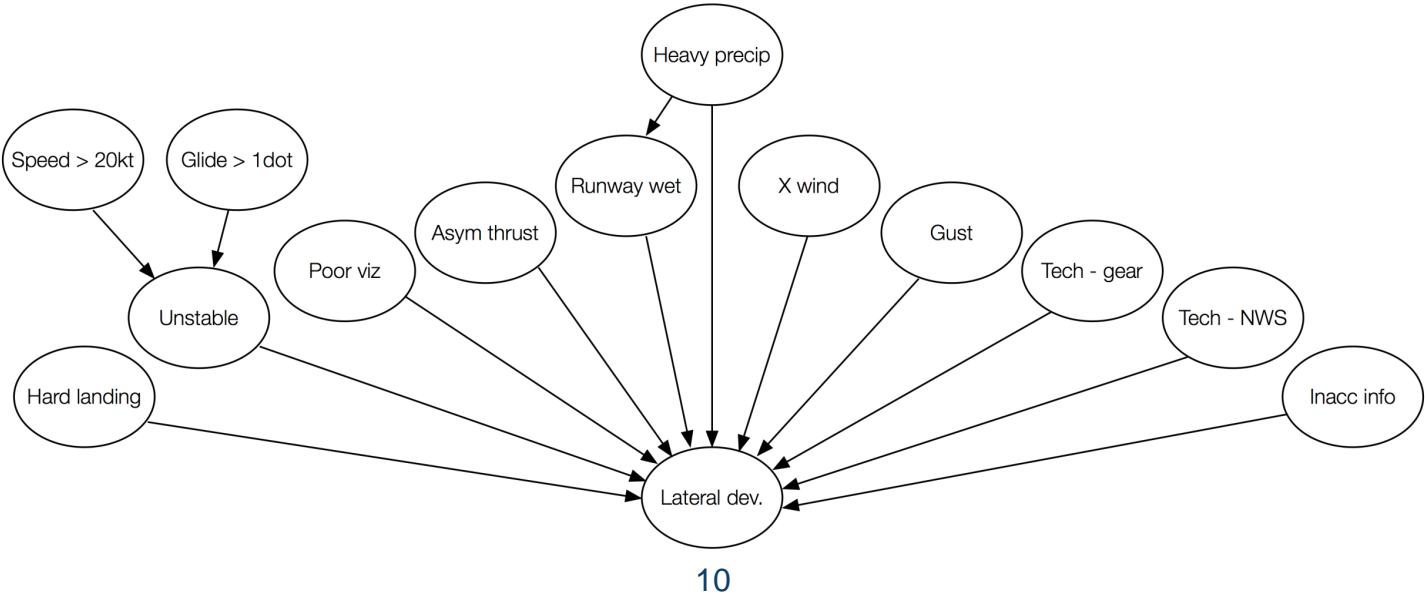 Heavy precip
Speed > 20kt
Glide > 1dot
Runway wet
X wind
Asym thrust
Gust
Poor viz
Tech - gear
Unstable
Tech - NWS
Hard landing
Inacc info
Lateral dev.
10